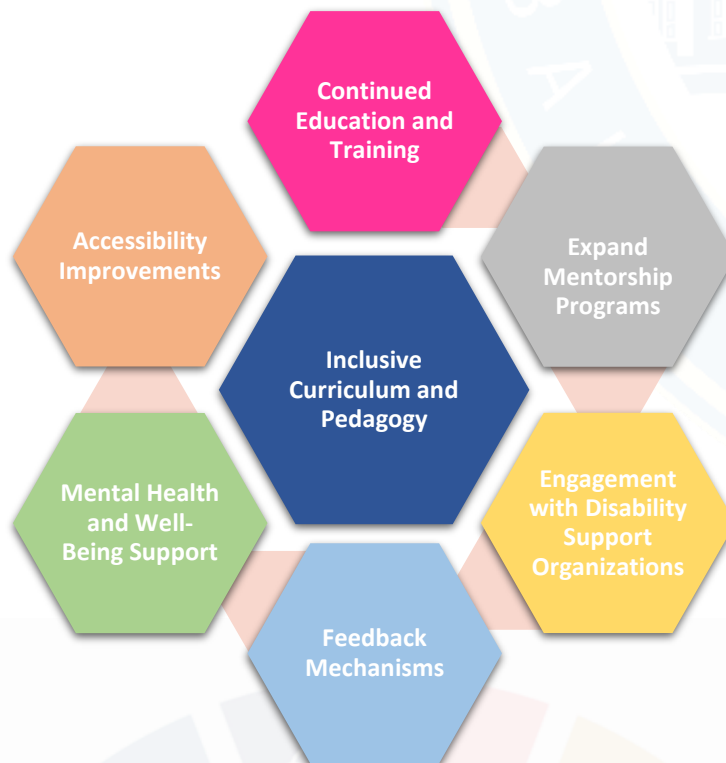 Continued
Education and
Training
Accessibility
Improvements
Expand
Mentorship
Programs
Inclusive
Curriculum and
Pedagogy
Mental Health
and Well-
Being Support
Engagement
with Disability
Support
Organizations
Feedback
Mechanisms